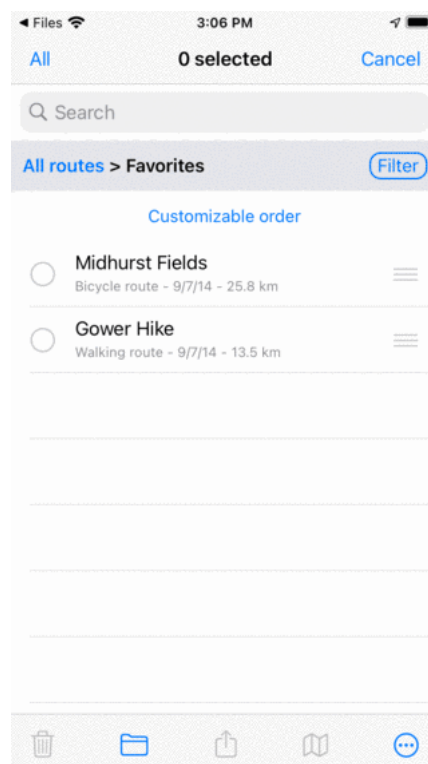 ◀ Files 3:06 PM
All 0 selected Cancel
Search
All routes > Favorites Filter
Customizable order
Midhurst Fields
Bicycle route - 9/7/14 - 25.8 km
Gower Hike
Walking route - 9/7/14 - 13.5 km